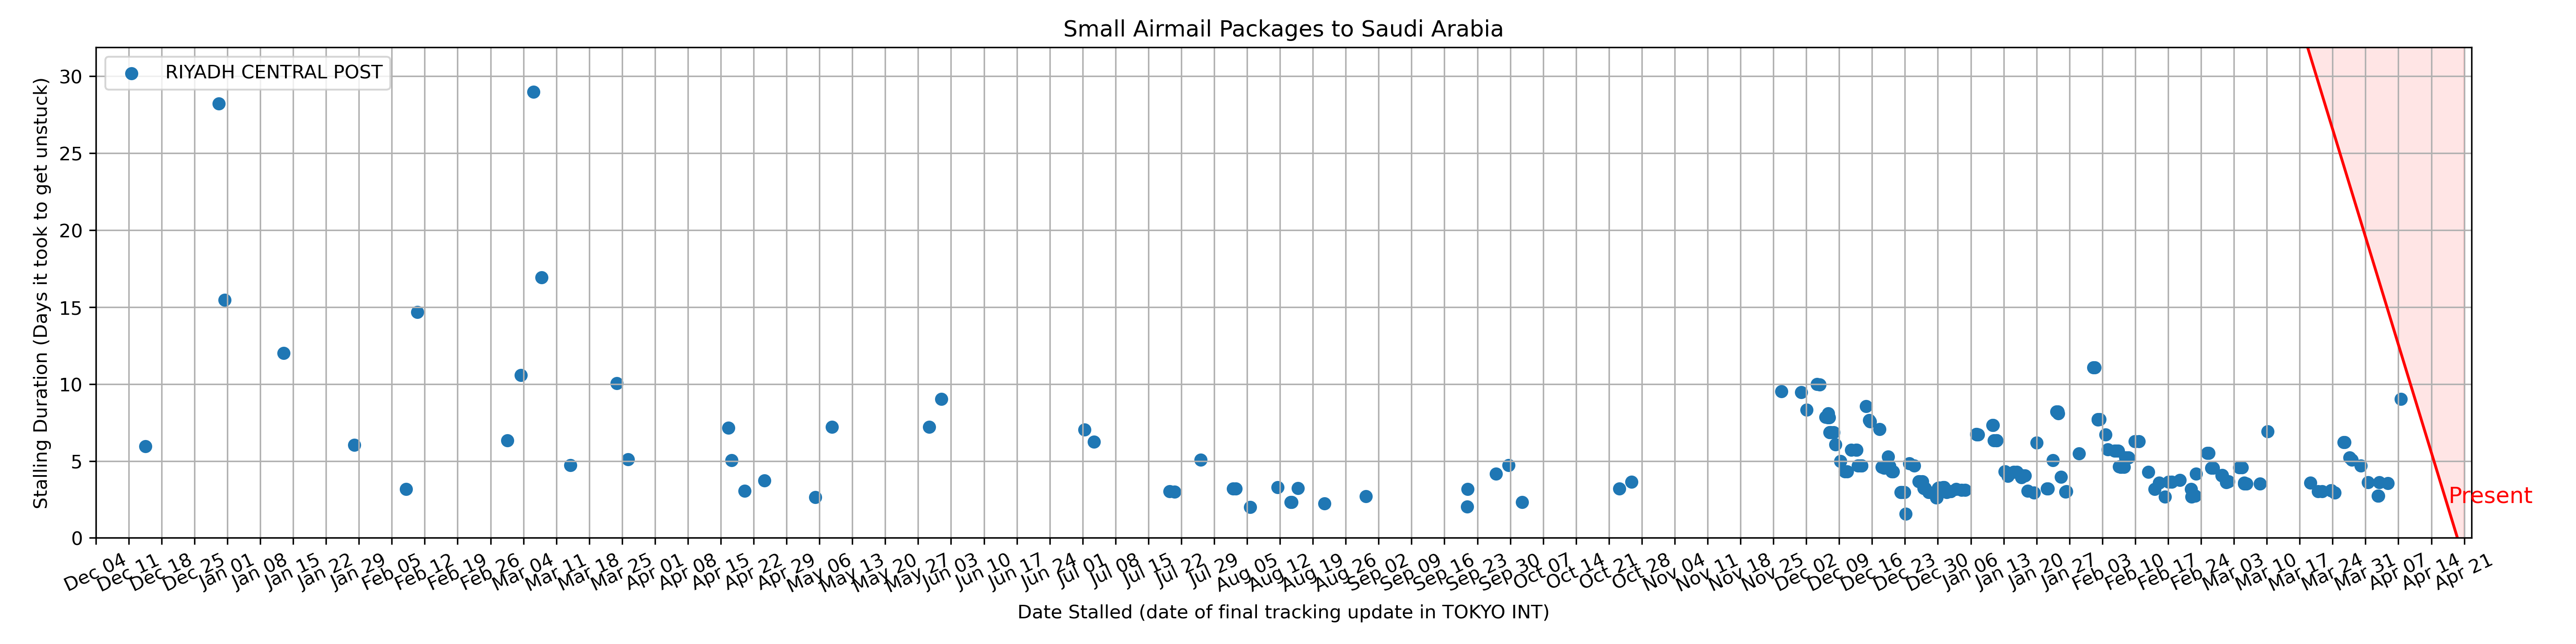 Small Airmail Packages to Saudi Arabia
RIYADH CENTRAL POST
Stalling Duration (Days it took to get unstuck)
30
25
20
15
10
5
0
Present
Dec 04 Dec 11 Dec 18 Dec 25 Jan 01 Jan 08 Jan 15 Jan 22 Jan 29 Feb 05 Feb 12 Feb 19 Feb 26 Mar 04 Mar 11 Mar 18 Mar 25 Apr 01 Apr 08 Apr 15 Apr 22 Apr 29 May 06 May 13 May 20 May 27 Jun 03 Jun 10 Jun 17 Jun 24 Jul 01 Jul 08 Jul 15 Jul 22 Jul 29 Aug 05 Aug 12 Aug 19 Aug 26 Sep 02 Sep 09 Sep 16 Sep 23 Sep 30 Oct 07 Oct 14 Oct 21 Oct 28 Nov 04 Nov 11 Nov 18 Nov 25 Dec 02 Dec 09 Dec 16 Dec 23 Dec 30 Jan 06 Jan 13 Jan 20 Jan 27 Feb 03 Feb 10 Feb 17 Feb 24 Mar 03 Mar 10 Mar 17 Mar 24 Mar 31 Apr 07 Apr 14 Apr 21
Date Stalled (date of final tracking update in TOKYO INT)